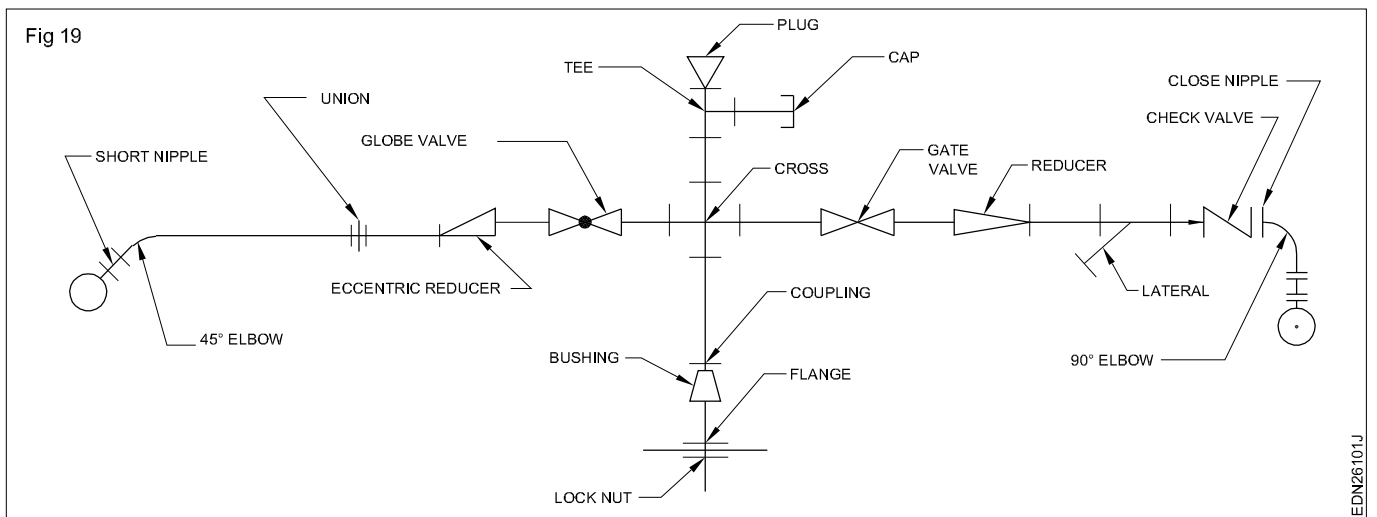 Fig 19
PLUG
TEE
CAP
CLOSE NIPPLE
UNION
CHECK VALVE
GLOBE VALVE
SHORT NIPPLE
GATE
VALVE
REDUCER
CROSS
ECCENTRIC REDUCER
COUPLING
LATERAL
45° ELBOW
BUSHING
90° ELBOW
FLANGE
LOCK NUT
EDN26101J